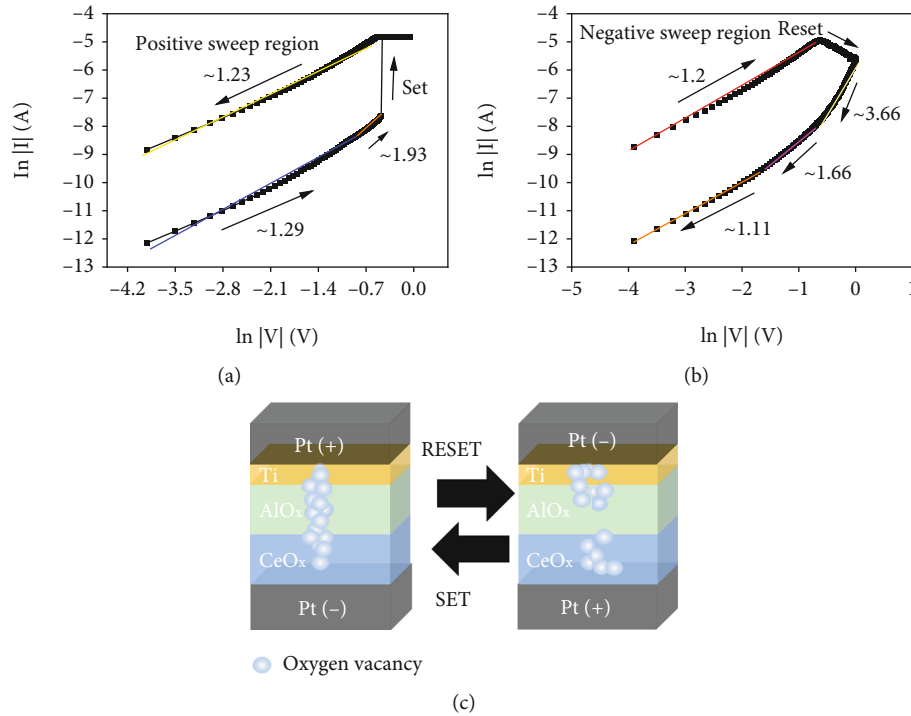 Positive sweep region
~1.23
Set
~1.93
~1.29
ln |I| (A)
–4
–5
–6
–7
–8
–9
–10
–11
–12
–13
–4.2 –3.5 –2.8 –2.1 –1.4 –0.7 0.0
ln |V| (V)
(a)
Negative sweep region
Reset
~1.2
~3.66
~1.66
~1.11
ln |I| (A)
–4
–5
–6
–7
–8
–9
–10
–11
–12
–13
–5 –4 –3 –2 –1 0 1
ln |V| (V)
(b)
Pt (+)
Ti
AlOx
CeOx
Pt (–)
RESET
SET
Pt (–)
Ti
AlOx
CeOx
Pt (+)
Oxygen vacancy
(c)